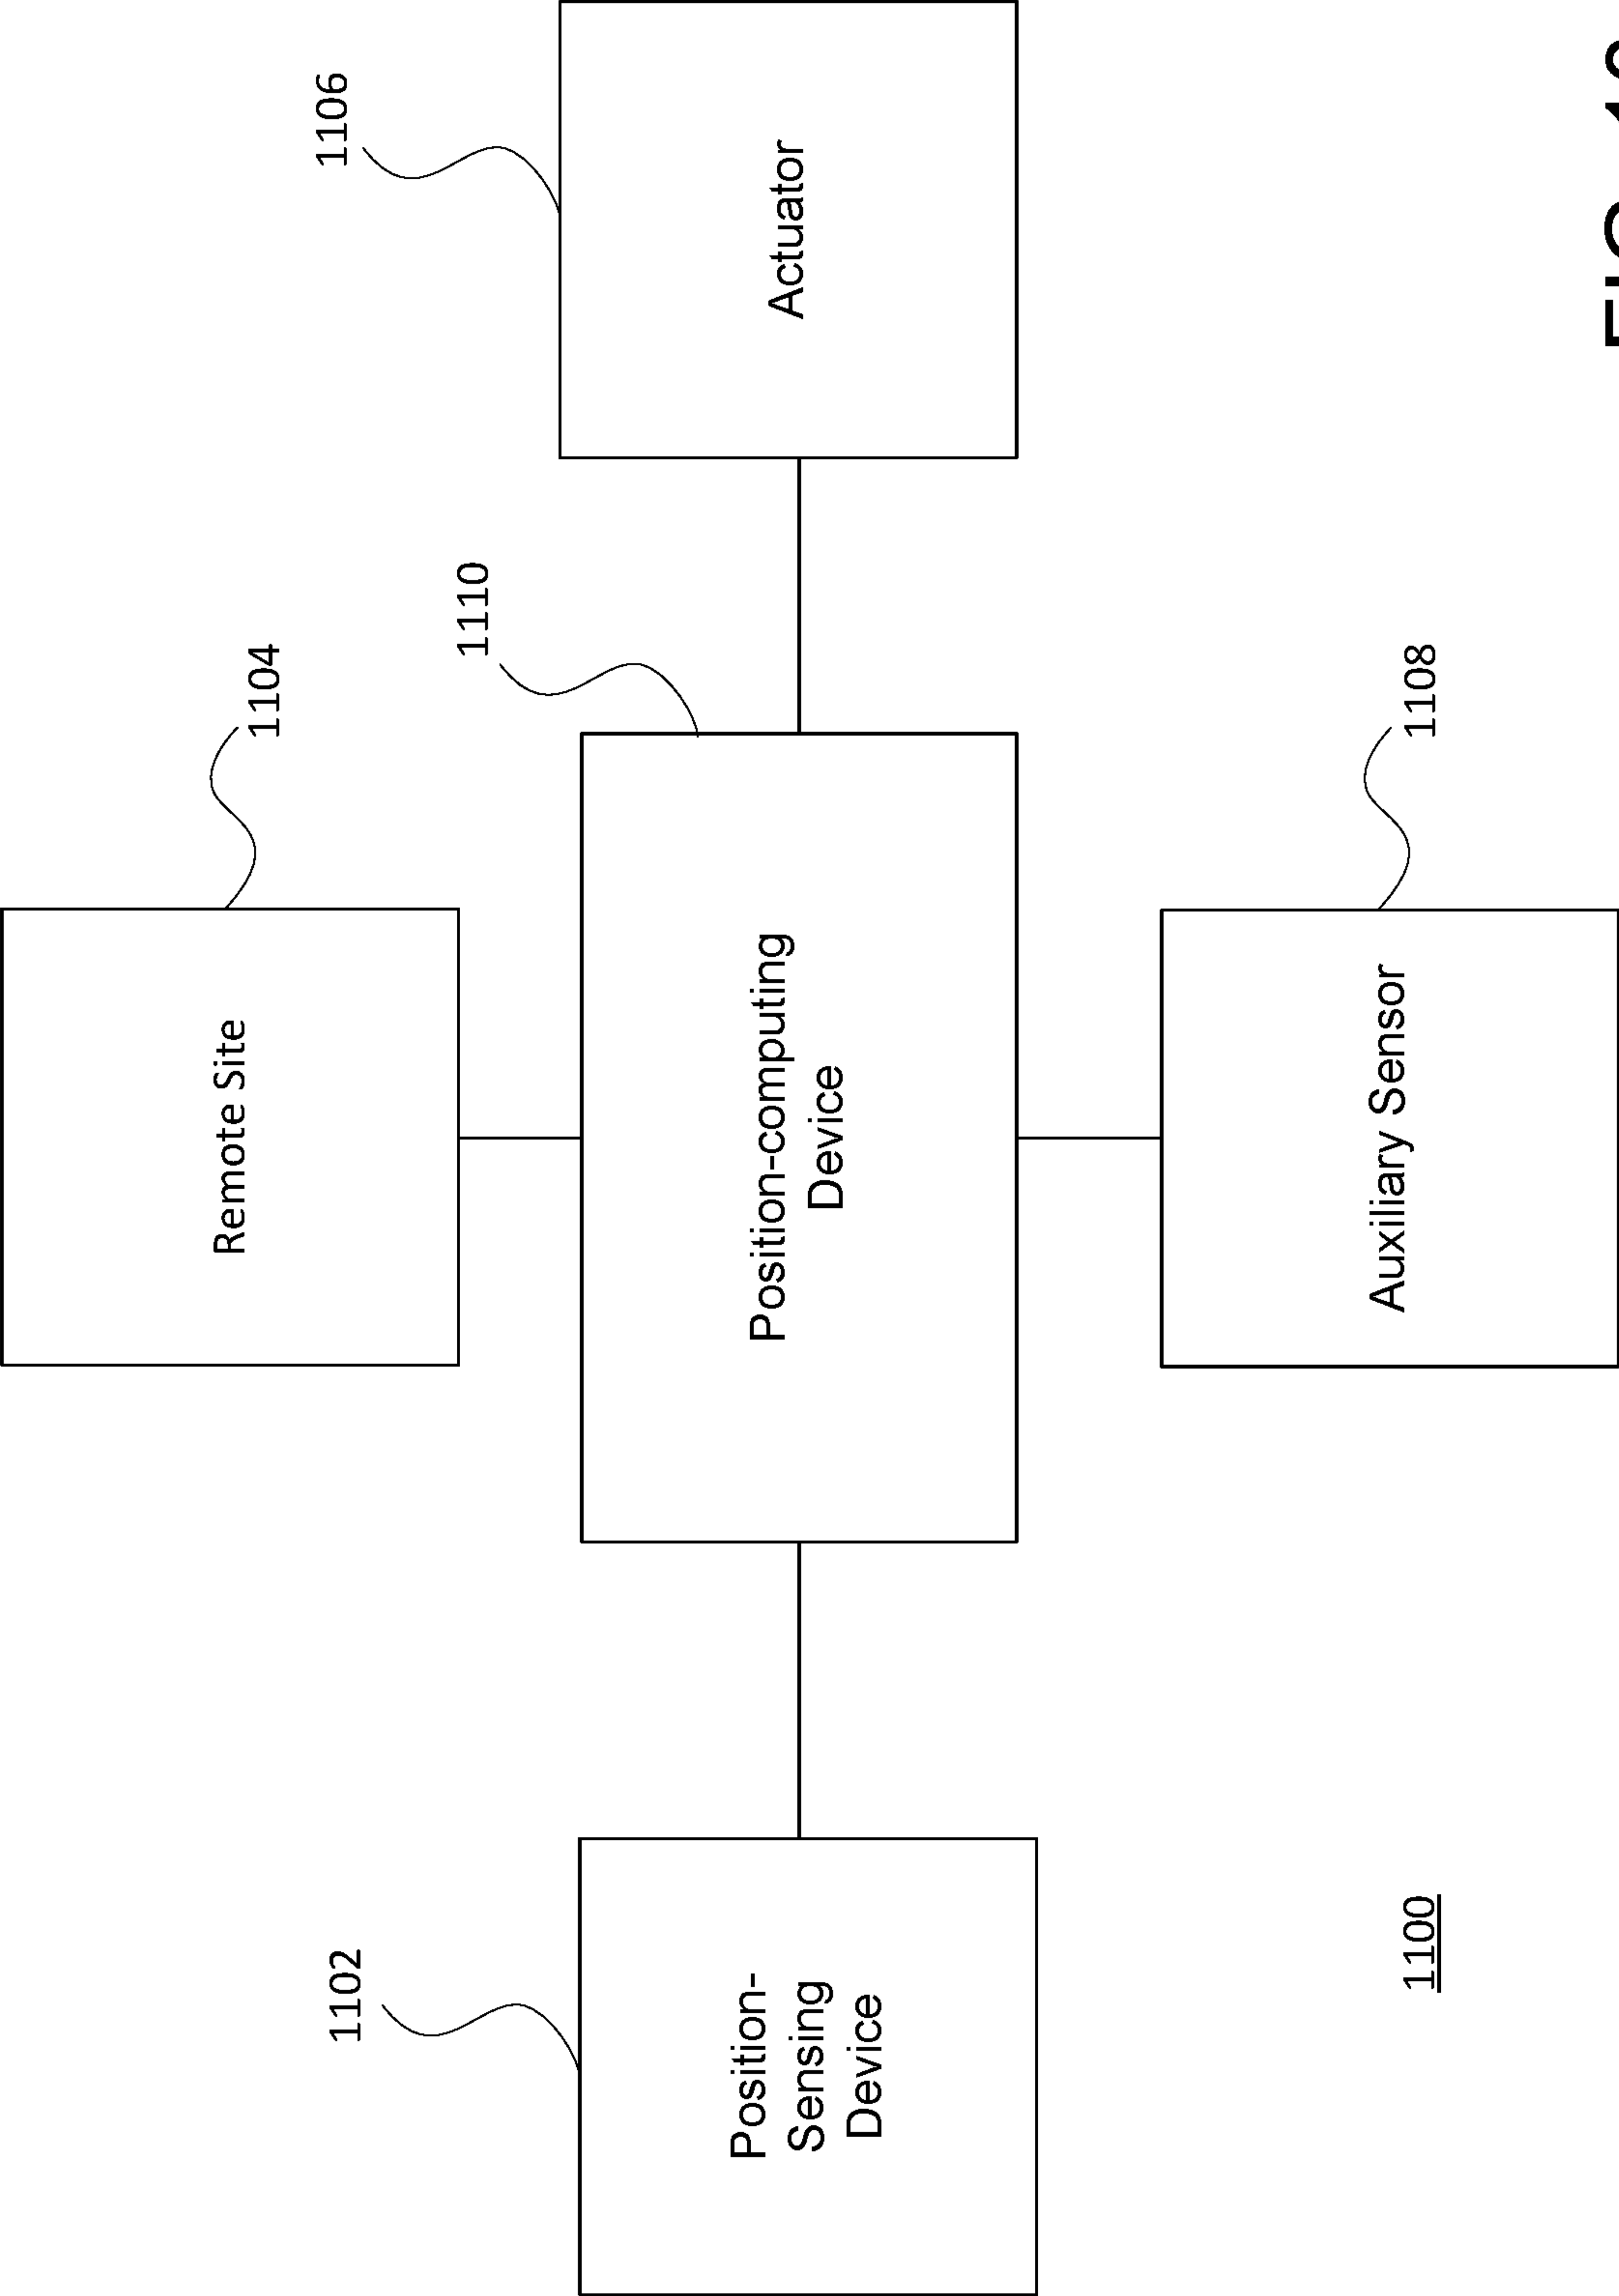 Remote Site
1104
1102
1106
1110
Position-
Sensing
Device
Position-computing
Device
Actuator
Auxiliary Sensor
1108
1100